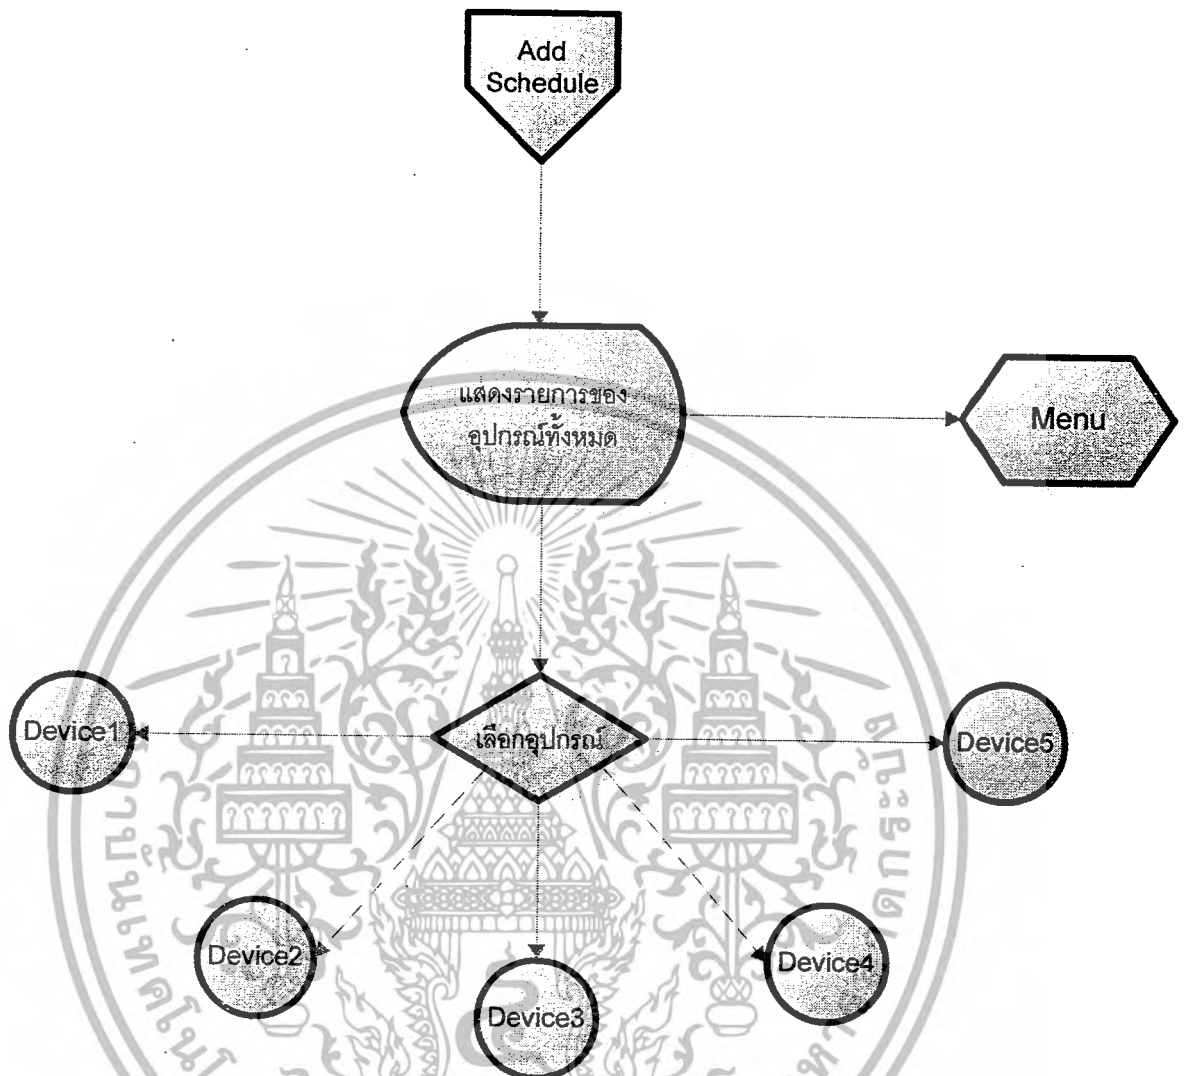 Add
Schedule
แสดงรายการของ
อุปกรณ์ทั้งหมด
Menu
เลือกอุปกรณ์
Device1
Device5
Device2
Device4
Device3